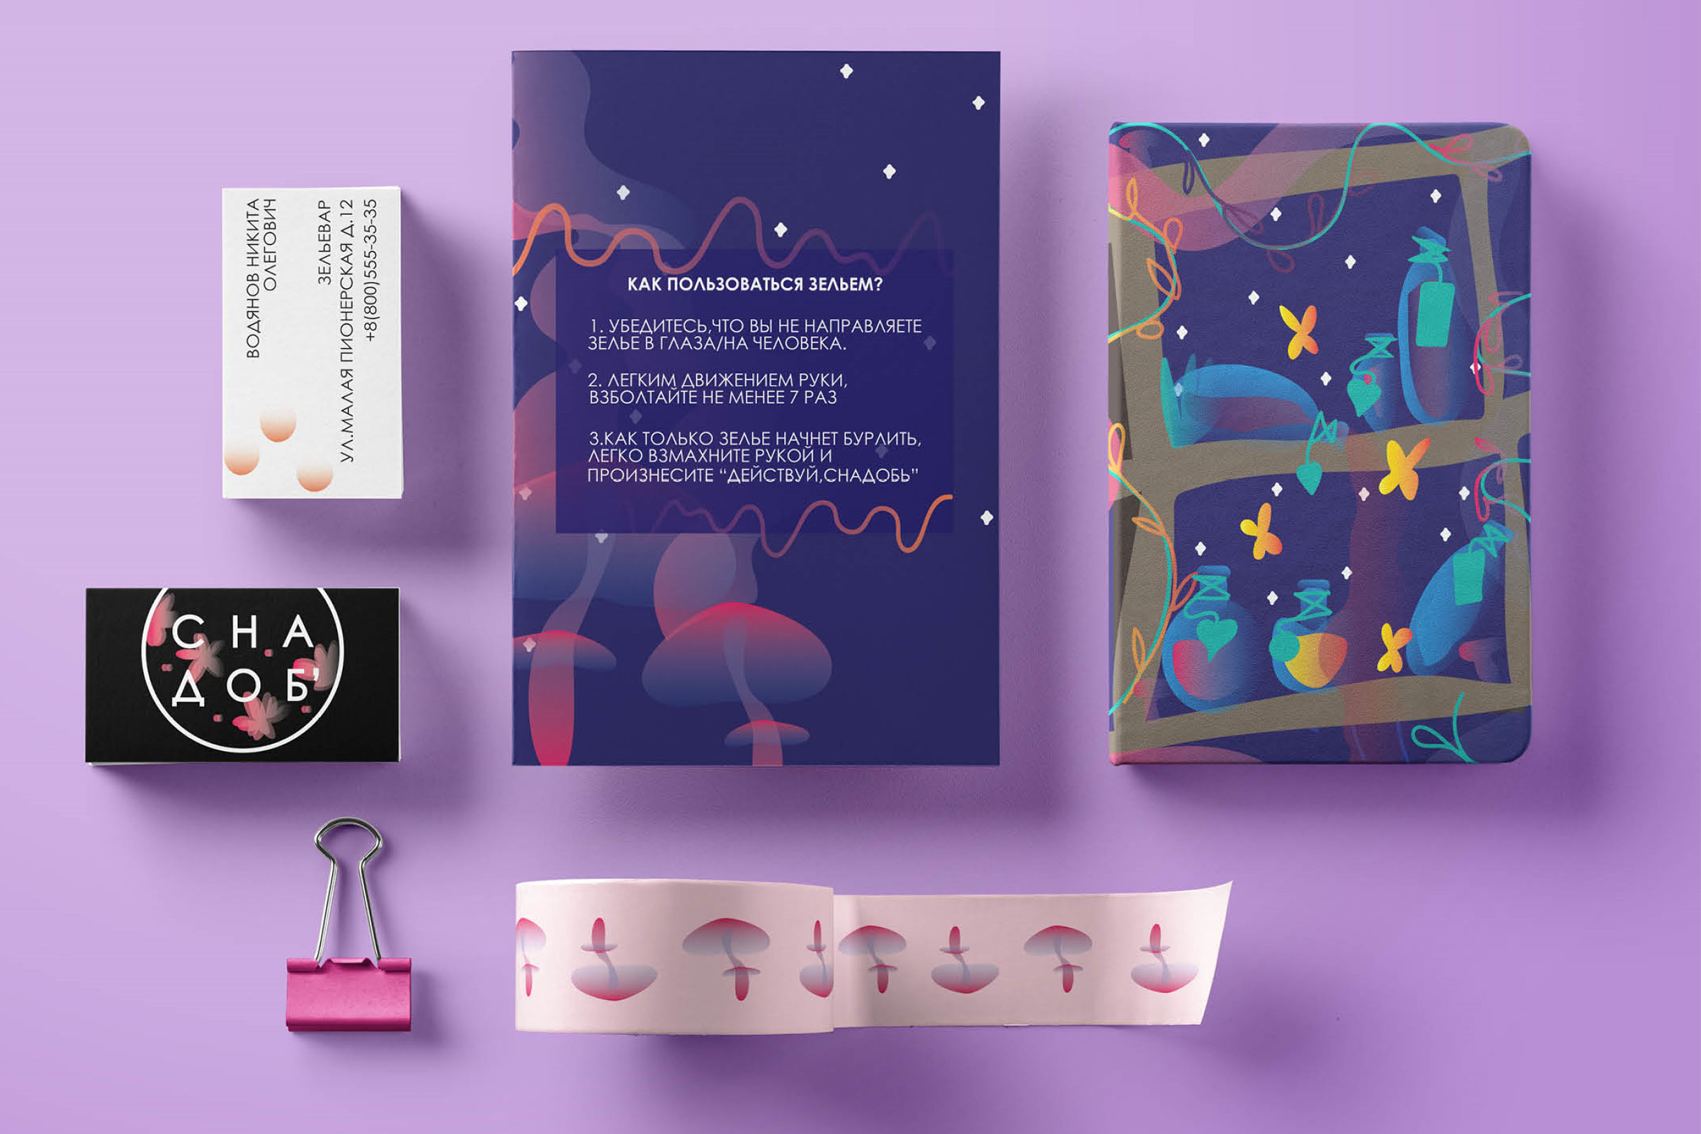 ВОДЯНОВ НИКИТА
ОЛЕГОВИЧ
ЗЕЛЬЕВАР
УЛ.МАЛАЯ ПИОНЕРСКАЯ Д.12
+8(800)555-35-35
СНА
ДОБ'
КАК ПОЛЬЗОВАТЬСЯ ЗЕЛЬЕМ?
1. УБЕДИТЕСЬ,ЧТО ВЫ НЕ НАПРАВЛЯЕТЕ
ЗЕЛЬЕ В ГЛАЗА/НА ЧЕЛОВЕКА.
2. ЛЕГКИМ ДВИЖЕНИЕМ РУКИ,
ВЗБОЛТАЙТЕ НЕ МЕНЕЕ 7 РАЗ
3.КАК ТОЛЬКО ЗЕЛЬЕ НАЧНЕТ БУРЛИТЬ,
ЛЕГКО ВЗМАХНИТЕ РУКОЙ И
ПРОИЗНЕСИТЕ “ДЕЙСТВУЙ,СНАДОБЬ”